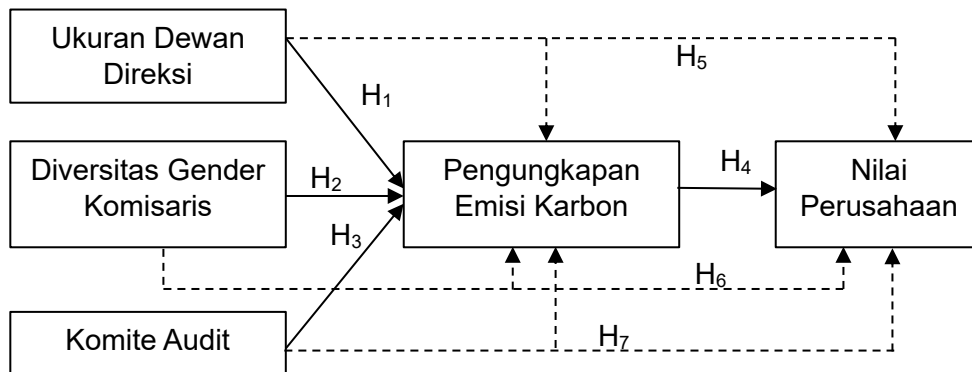 Ukuran Dewan
Direksi
H₅
H₁
Diversitas Gender
Komisaris
H₂
Pengungkapan
Emisi Karbon
H₄
Nilai
Perusahaan
H₃
H₆
Komite Audit
H₇